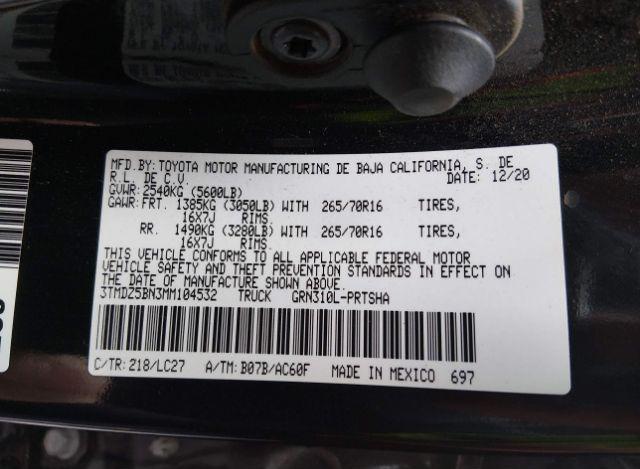 MFD.BY:TOYOTA MOTOR MANUFACTURING DE BAJA CALIFORNIA, S. DE
R.L. DE C.V. DATE: 12/20
GVWR: 2540KG (5600LB)
GAWR:FRT. 1385KG (3050LB) WITH 265/70R16 TIRES,
16X7J RIMS.
RR. 1490KG (3280LB) WITH 265/70R16 TIRES,
16X7J RIMS.
THIS VEHICLE CONFORMS TO ALL APPLICABLE FEDERAL MOTOR
VEHICLE SAFETY AND THEFT PREVENTION STANDARDS IN EFFECT ON
THE DATE OF MANUFACTURE SHOWN ABOVE.
3TMDZ5BN3MM104532 TRUCK GRN310L-PRTSHA
C/TR:218/LC27 A/TM:B07B/AC60F MADE IN MEXICO 697